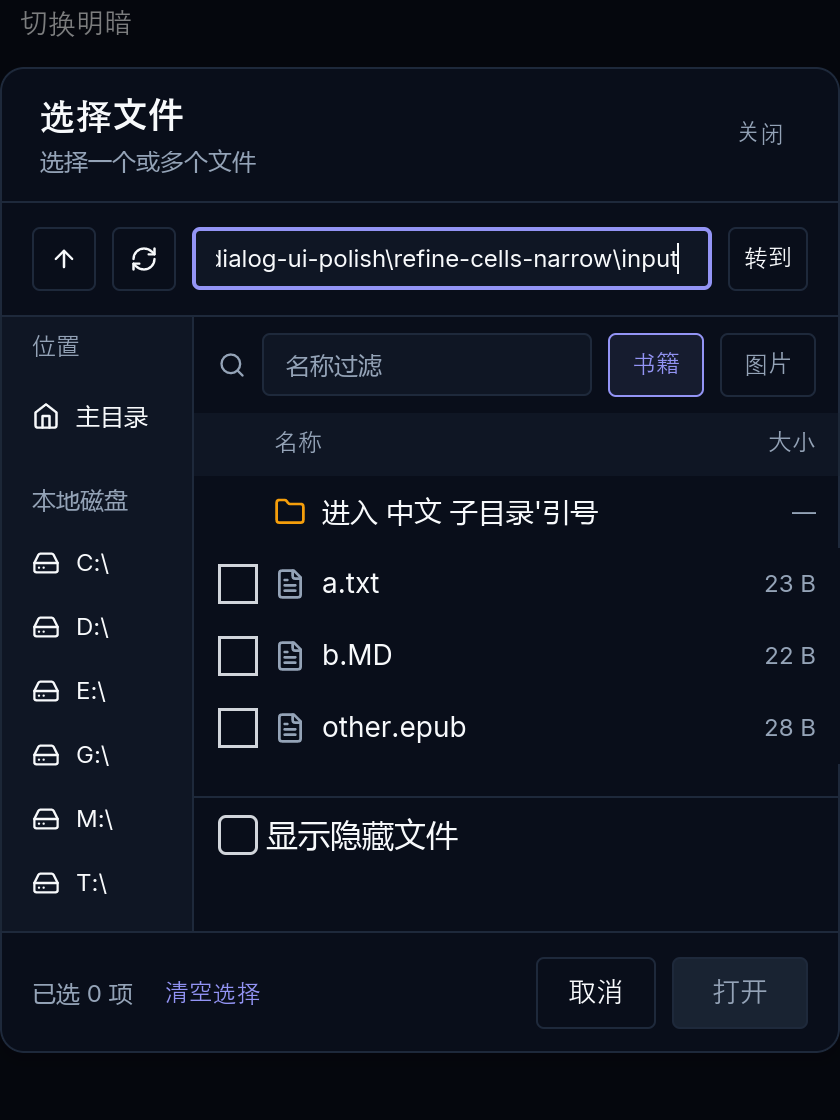 切换明暗
选择文件
选择一个或多个文件
关闭
dialog-ui-polish\refine-cells-narrow\input
转到
位置
主目录
本地磁盘
C:\
D:\
E:\
G:\
M:\
T:\
名称过滤
书籍
图片
名称 大小
进入 中文 子目录'引号 —
a.txt 23 B
b.MD 22 B
other.epub 28 B
显示隐藏文件
已选 0 项 清空选择
取消 打开